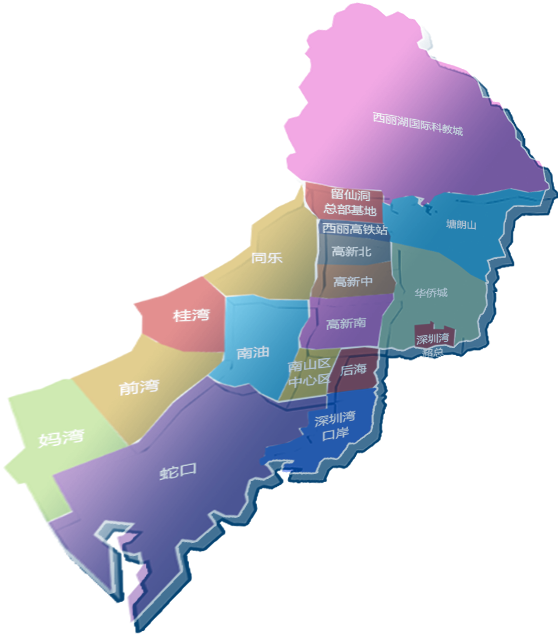 西丽湖国际科教城
留仙洞
总部基地
塘朗山
西丽高铁站
高新北
同乐
高新中
华侨城
桂湾
高新南
深圳湾
超总
南油
南山区
中心区
后海
前湾
深圳湾
口岸
妈湾
蛇口